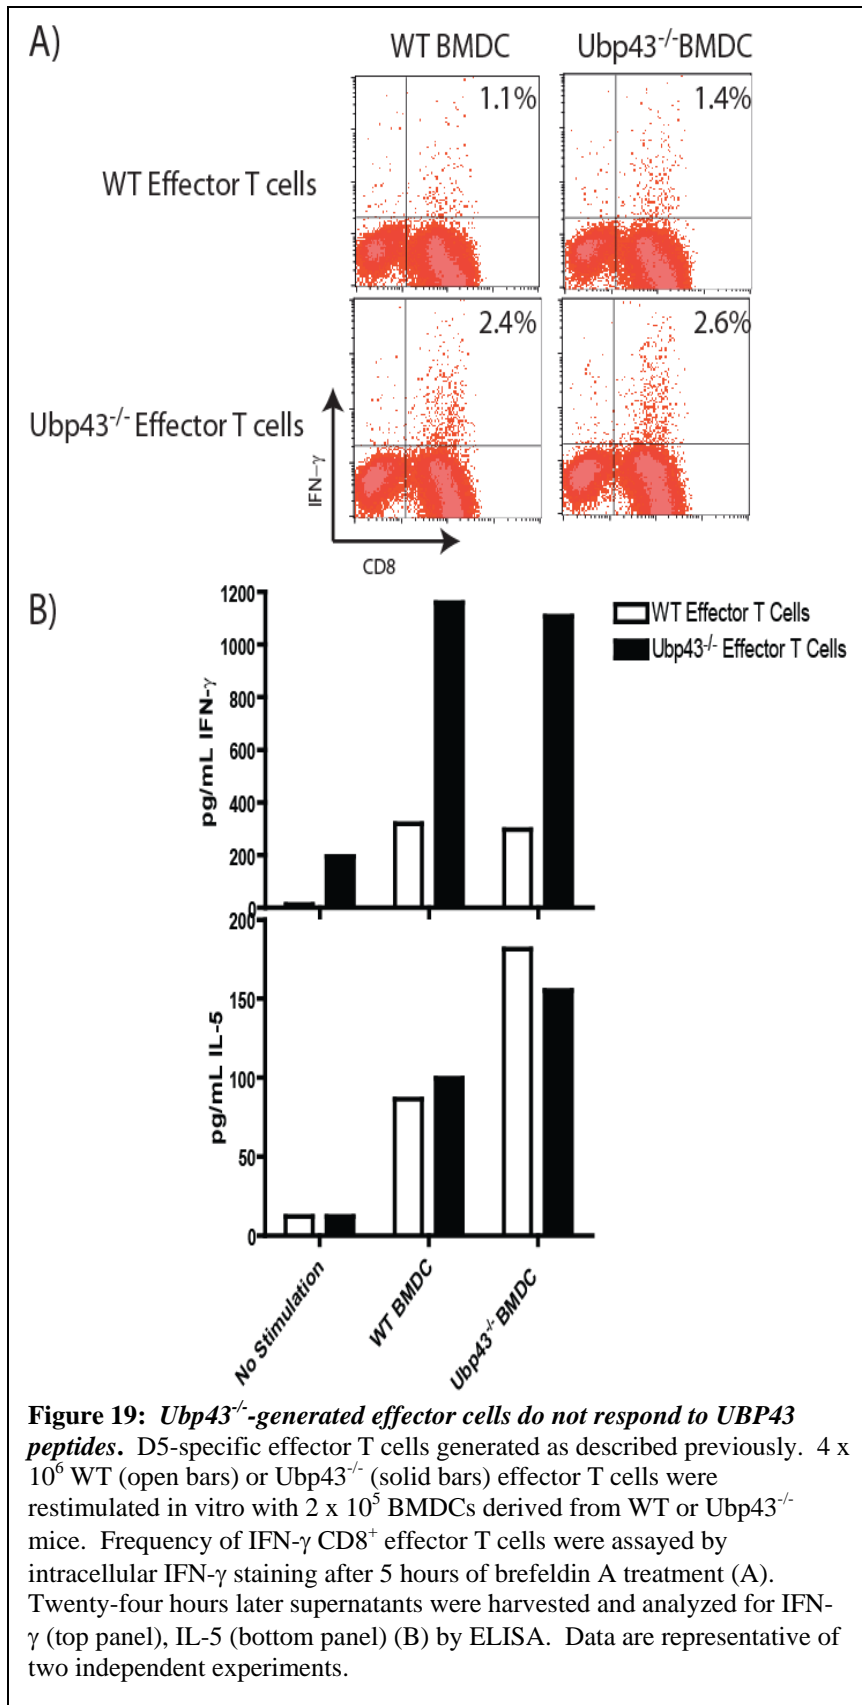 A)
WT BMDC
Ubp43-/-BMDC
WT Effector T cells
1.1%
1.4%
Ubp43-/- Effector T cells
2.4%
2.6%
IFN-γ
CD8
B)
WT Effector T Cells
Ubp43-/- Effector T Cells
pg/mL IFN-γ
1200
1000
800
600
400
200
0
pg/mL IL-5
200
150
100
50
0
No Stimulation
WT BMDC
Ubp43-/- BMDC
Figure 19: Ubp43-/--generated effector cells do not respond to UBP43
peptides. D5-specific effector T cells generated as described previously. 4 x
10⁶ WT (open bars) or Ubp43-/- (solid bars) effector T cells were
restimulated in vitro with 2 x 10⁵ BMDCs derived from WT or Ubp43-/-
mice. Frequency of IFN-γ CD8⁺ effector T cells were assayed by
intracellular IFN-γ staining after 5 hours of brefeldin A treatment (A).
Twenty-four hours later supernatants were harvested and analyzed for IFN-
γ (top panel), IL-5 (bottom panel) (B) by ELISA. Data are representative of
two independent experiments.